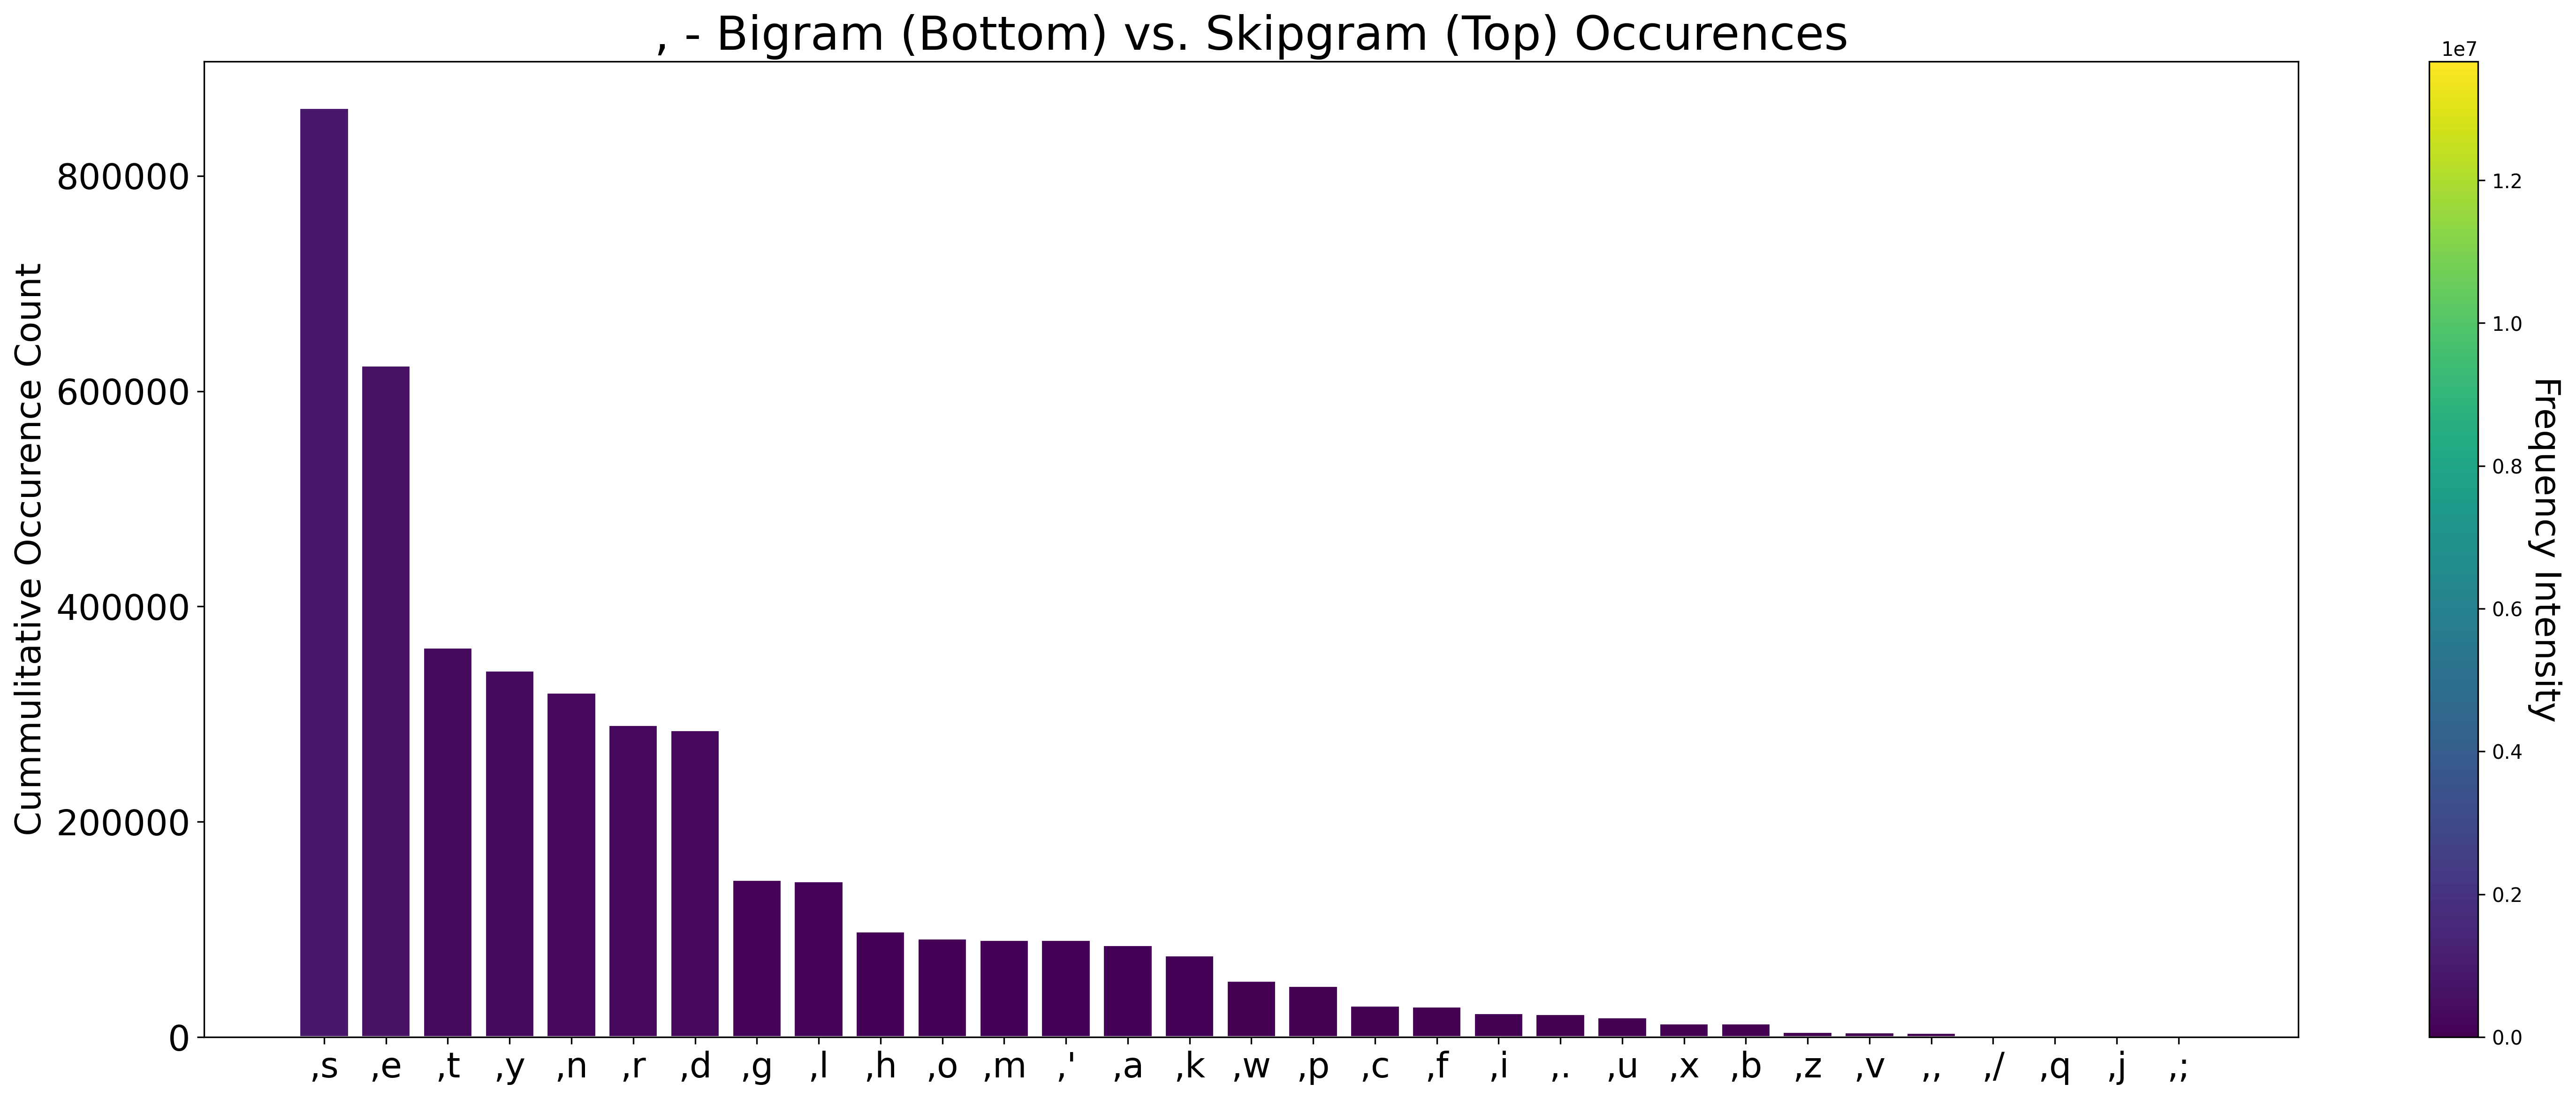 , - Bigram (Bottom) vs. Skipgram (Top) Occurences
1e7
Cummulitative Occurence Count
800000
600000
400000
200000
0
,s ,e ,t ,y ,n ,r ,d ,g ,l ,h ,o ,m ,' ,a ,k ,w ,p ,c ,f ,i ,. ,u ,x ,b ,z ,v ,, ,/ ,q ,j ,;
1.2
1.0
0.8
0.6
0.4
0.2
0.0
Frequency Intensity